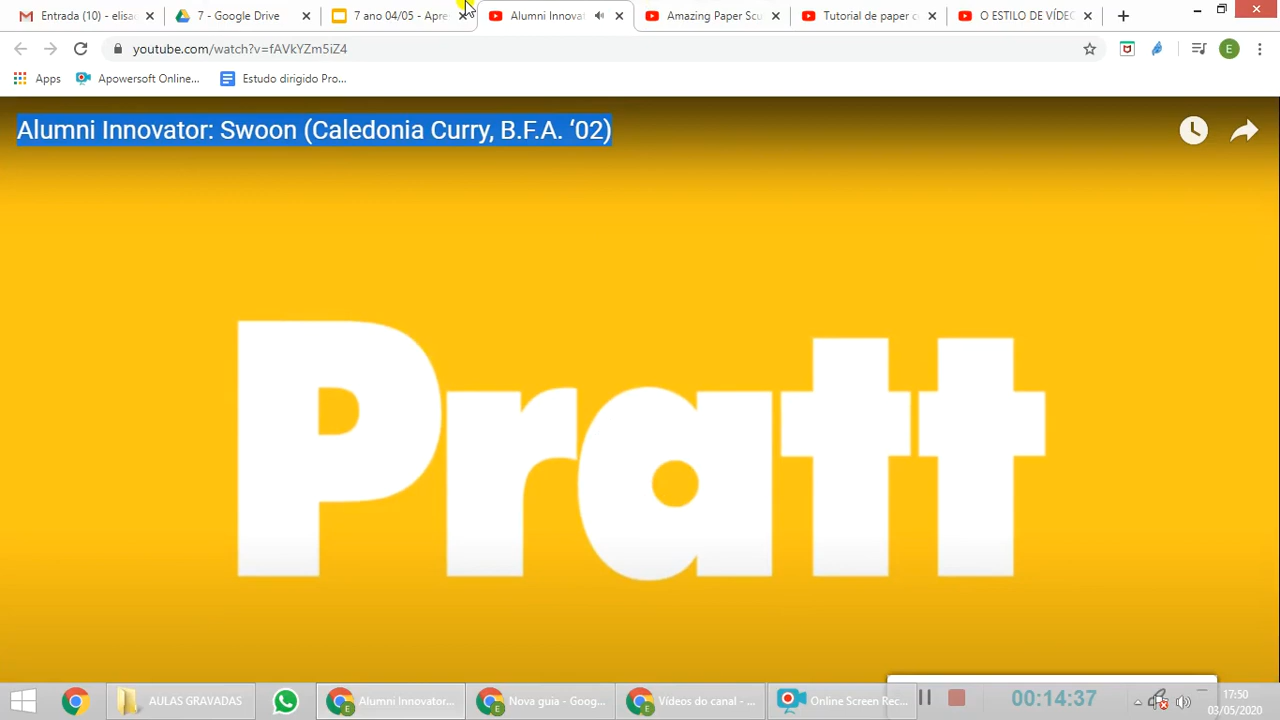 Entrada (10) - elisa
7 - Google Drive
7 ano 04/05 - Apre
Alumni Innova
Amazing Paper Scu
Tutorial de paper c
O ESTILO DE VÍDEO
youtube.com/watch?v=fAVkYZm5iZ4
E
Apps
Apowersoft Online...
Estudo dirigido Pro...
Alumni Innovator: Swoon (Caledonia Curry, B.F.A. ‘02)
Pratt
AULAS GRAVADAS
Alumni Innovator...
Nova guia - Goog...
Vídeos do canal - ...
Online Screen Rec...
00:14:37
17:50
03/05/2020